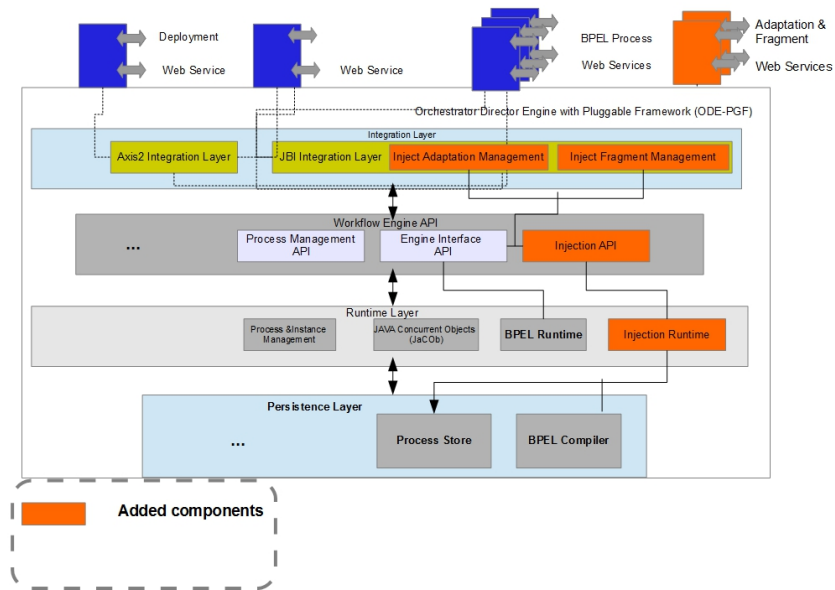 Deployment
Web Service
Web Service
BPEL Process
Web Services
Adaptation &
Fragment
Web Services
Orchestrator Director Engine with Pluggable Framework (ODE-PGF)
Integration Layer
Axis2 Integration Layer
JBI Integration Layer
Inject Adaptation Management
Inject Fragment Management
Workflow Engine API
...
Process Management
API
Engine Interface
API
Injection API
Runtime Layer
Process &Instance
Management
JAVA Concurrent Objects
(JaCOb)
BPEL Runtime
Injection Runtime
Persistence Layer
...
Process Store
BPEL Compiler
Added components